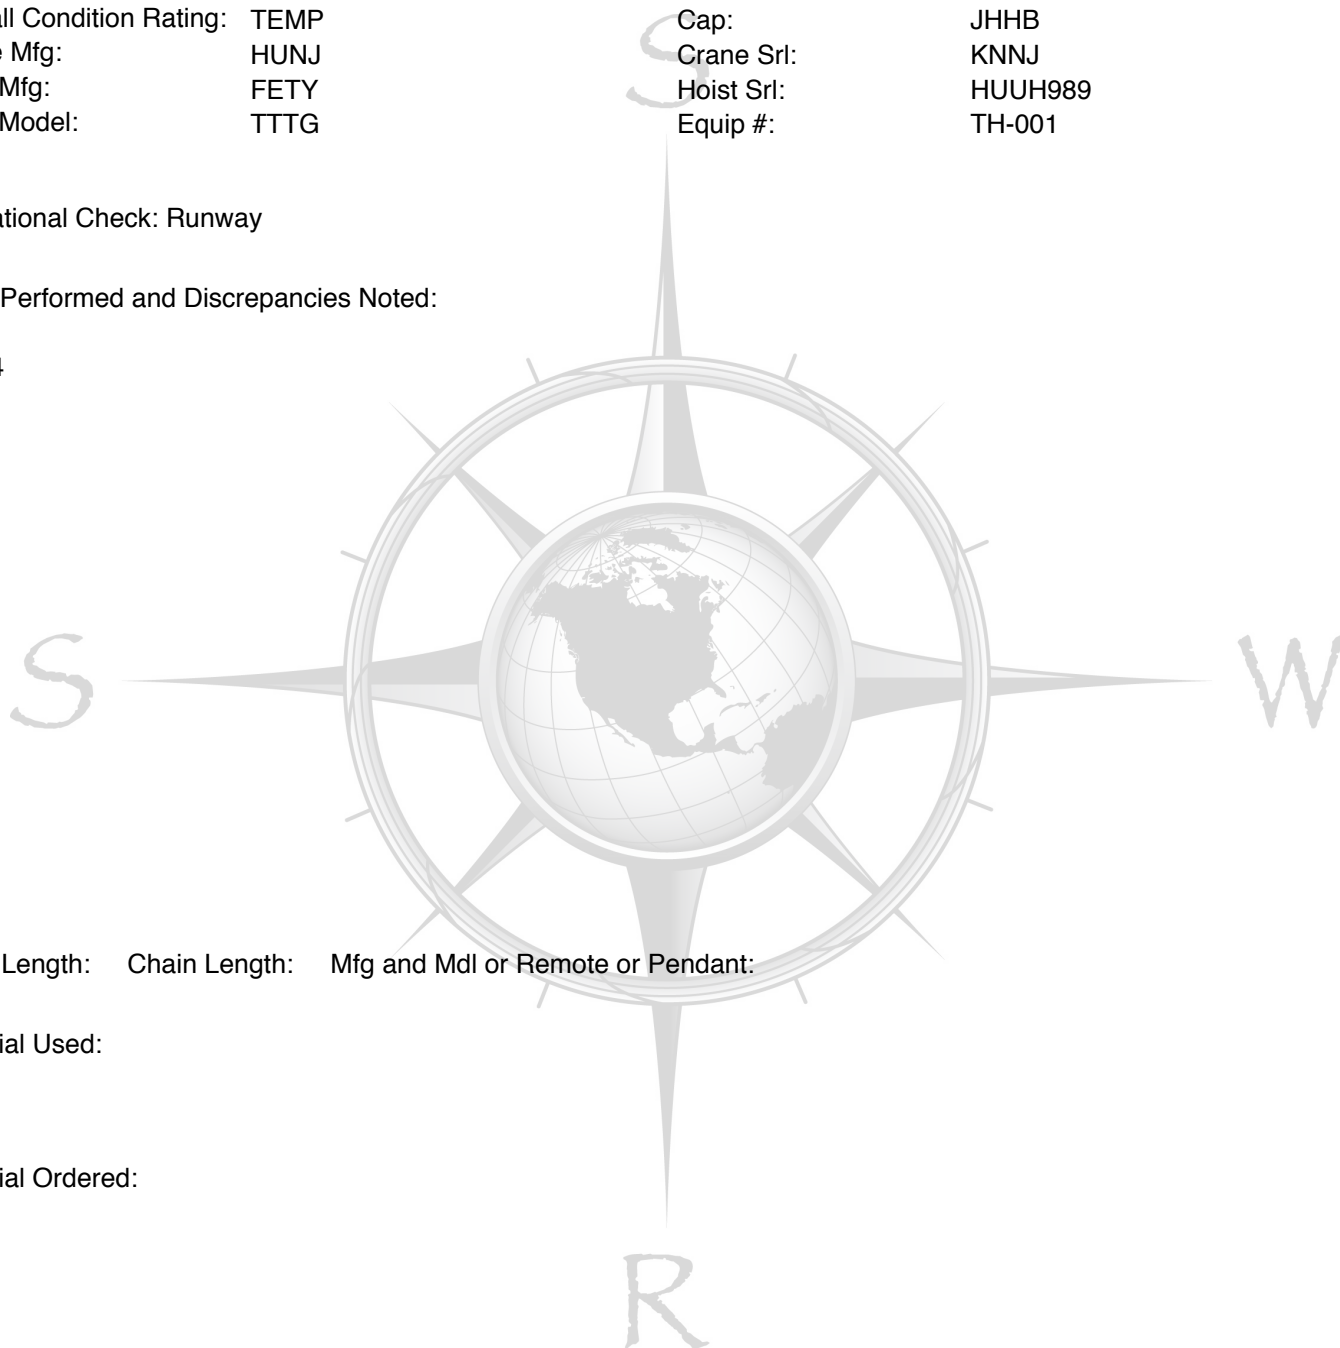 all Condition Rating: TEMP Cap: JHHB
e Mfg: HUNJ Crane Srl: KNNJ
Mfg: FETY Hoist Srl: HUUH989
Model: TTTG Equip #: TH-001
S
ational Check: Runway
Performed and Discrepancies Noted:
4
S W
Length: Chain Length: Mfg and Mdl or Remote or Pendant:
ial Used:
ial Ordered:
R